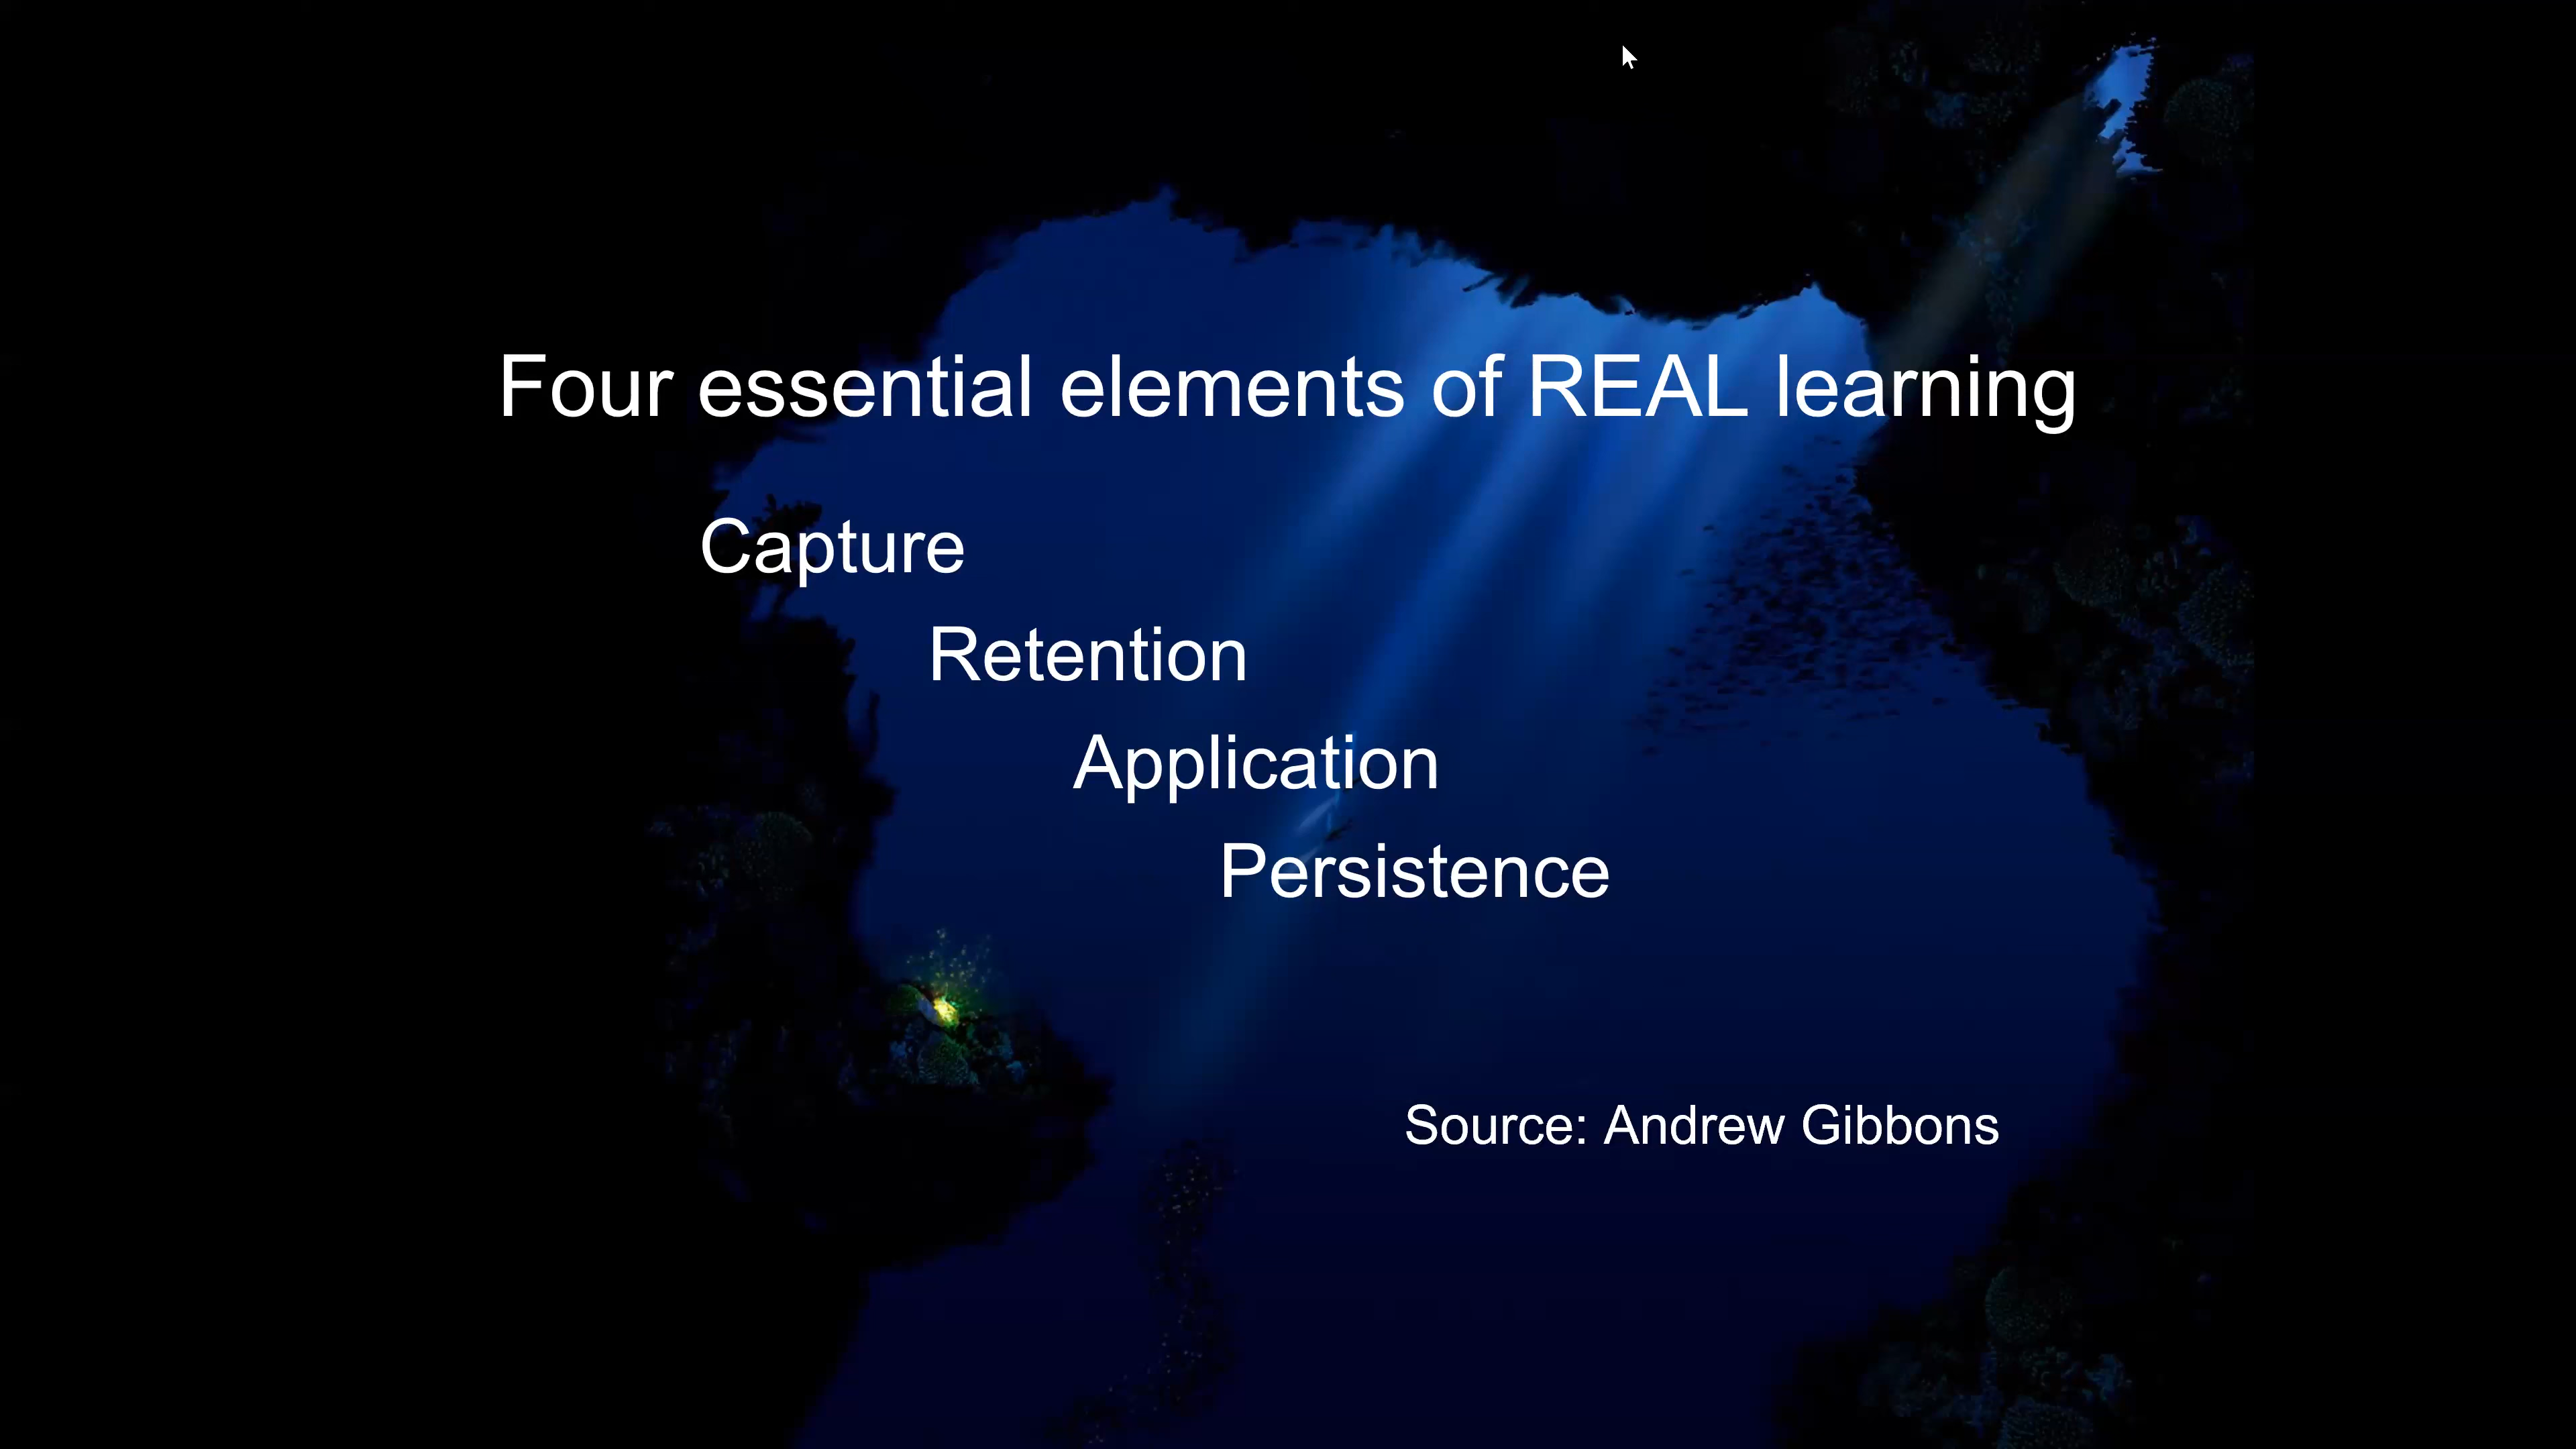 Four essential elements of REAL learning
Capture
Retention
Application
Persistence
Source: Andrew Gibbons